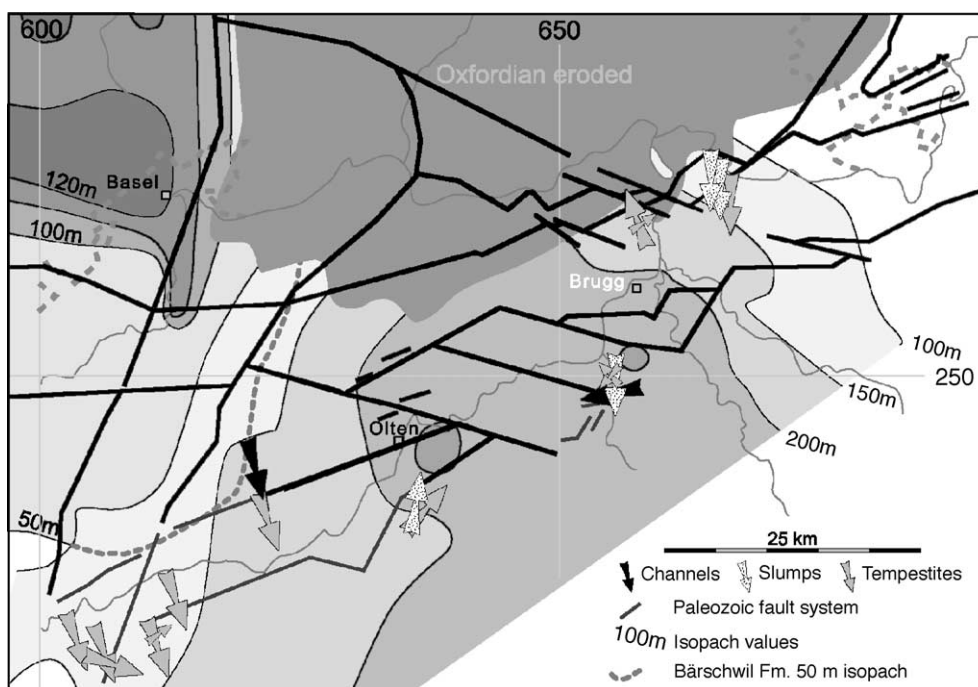 600
650
Oxfordian eroded
Basel
120m
100m
Brugg
100m
250
150m
Olten
200m
50m
25 km
Channels
Slumps
Tempestites
Paleozoic fault system
100m Isopach values
Bärschwil Fm. 50 m isopach